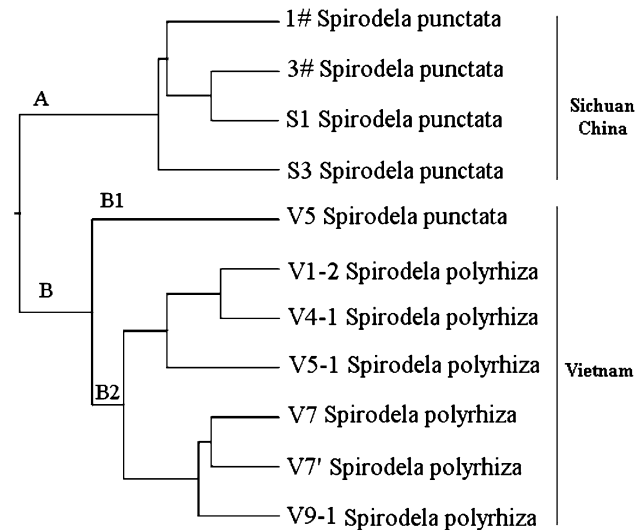 1# Spirodela punctata
3# Spirodela punctata
A
Sichuan
China
S1 Spirodela punctata
S3 Spirodela punctata
B1
V5 Spirodela punctata
V1-2 Spirodela polyrhiza
B
V4-1 Spirodela polyrhiza
V5-1 Spirodela polyrhiza
Vietnam
B2
V7 Spirodela polyrhiza
V7' Spirodela polyrhiza
V9-1 Spirodela polyrhiza